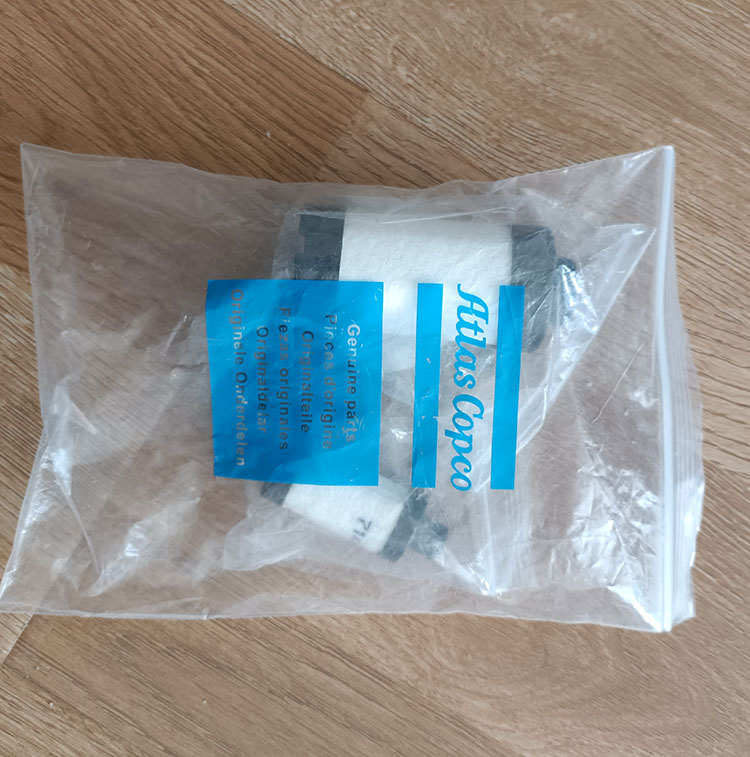 Atlas Copco
Genuine parts
Pièces d'origine
Originalteile
Piezas originales
Originaldelar
Originele Onderdelen